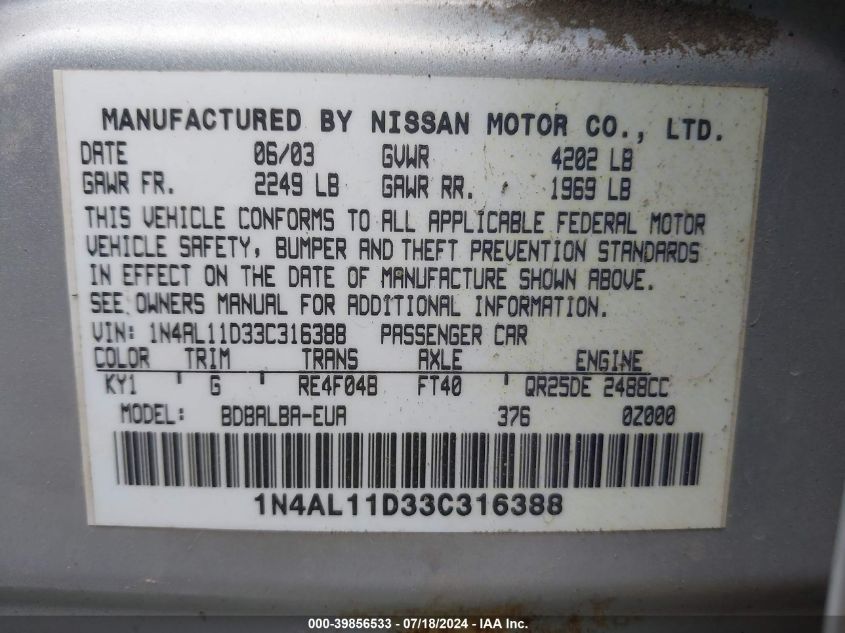 MANUFACTURED BY NISSAN MOTOR CO., LTD.
DATE 06/03 GVWR 4202 LB
GAWR FR. 2249 LB GAWR RR. 1969 LB
THIS VEHICLE CONFORMS TO ALL APPLICABLE FEDERAL MOTOR
VEHICLE SAFETY, BUMPER AND THEFT PREVENTION STANDARDS
IN EFFECT ON THE DATE OF MANUFACTURE SHOWN ABOVE.
SEE OWNERS MANUAL FOR ADDITIONAL INFORMATION.
VIN: 1N4AL11D33C316388 PASSENGER CAR
COLOR TRIM TRANS AXLE ENGINE
KY1 ' G ' RE4F04B FT40 ' QR25DE 2488CC
MODEL: BDBALBA-EUA 376 0Z000
1N4AL11D33C316388
000-39856533 - 07/18/2024 - IAA Inc.